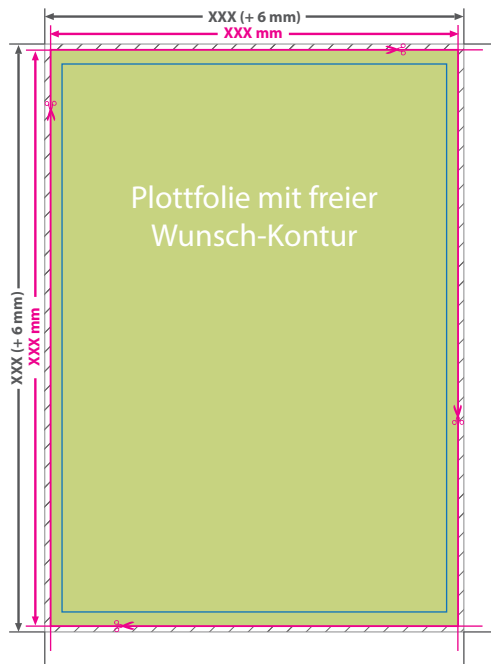 XXX (+ 6 mm)
XXX mm
XXX (+ 6 mm)
XXX mm
Plottfolie mit freier
Wunsch-Kontur